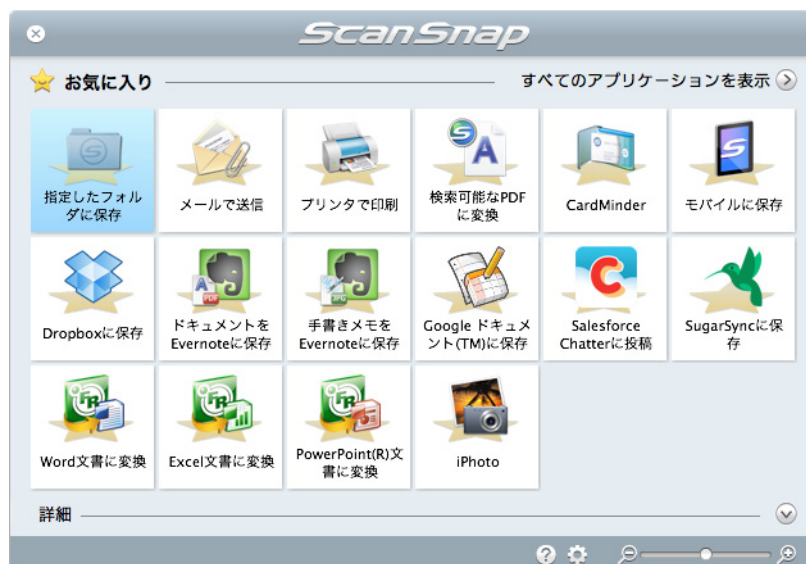 ScanSnap
お気に入り
すべてのアプリケーションを表示
指定したフォル
ダに保存
メールで送信
プリンタで印刷
検索可能なPDF
に変換
CardMinder
モバイルに保存
Dropboxに保存
ドキュメントを
Evernoteに保存
手書きメモを
Evernoteに保存
Google ドキュメ
ント(TM)に保存
Salesforce
Chatterに投稿
SugarSyncに保
存
Word文書に変換
Excel文書に変換
PowerPoint(R)文
書に変換
iPhoto
詳細